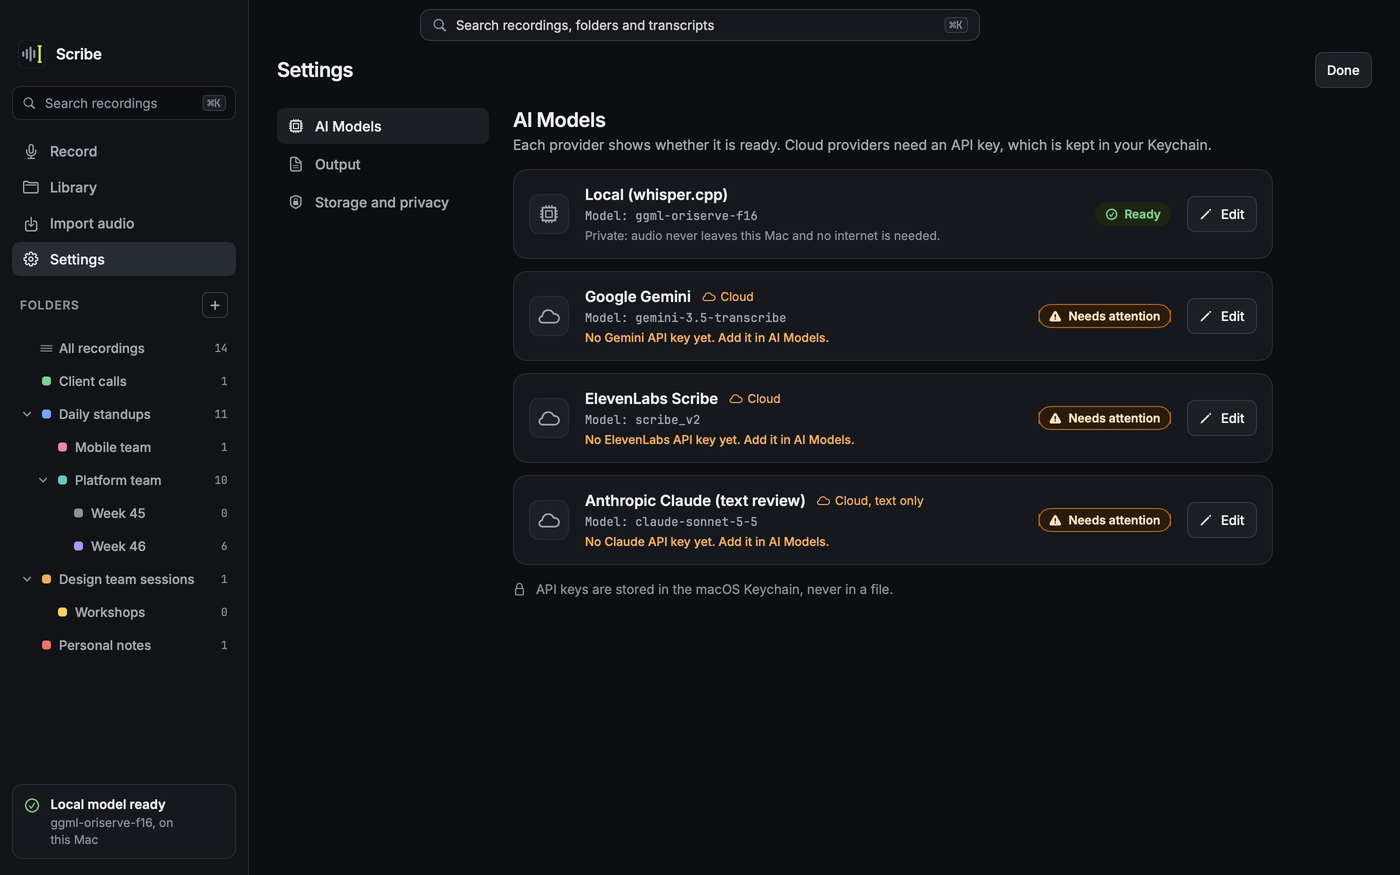 Search recordings, folders and transcripts ⌘K
Scribe
Search recordings ⌘K
Record
Library
Import audio
Settings
FOLDERS
All recordings 14
Client calls 1
Daily standups 11
Mobile team 1
Platform team 10
Week 45 0
Week 46 6
Design team sessions 1
Workshops 0
Personal notes 1
Local model ready
ggml-oriserve-f16, on
this Mac
Settings
Done
AI Models
Output
Storage and privacy
AI Models
Each provider shows whether it is ready. Cloud providers need an API key, which is kept in your Keychain.
Local (whisper.cpp)
Model: ggml-oriserve-f16
Private: audio never leaves this Mac and no internet is needed.
Ready
Edit
Google Gemini Cloud
Model: gemini-3.5-transcribe
No Gemini API key yet. Add it in AI Models.
Needs attention
Edit
ElevenLabs Scribe Cloud
Model: scribe_v2
No ElevenLabs API key yet. Add it in AI Models.
Needs attention
Edit
Anthropic Claude (text review) Cloud, text only
Model: claude-sonnet-5-5
No Claude API key yet. Add it in AI Models.
Needs attention
Edit
API keys are stored in the macOS Keychain, never in a file.